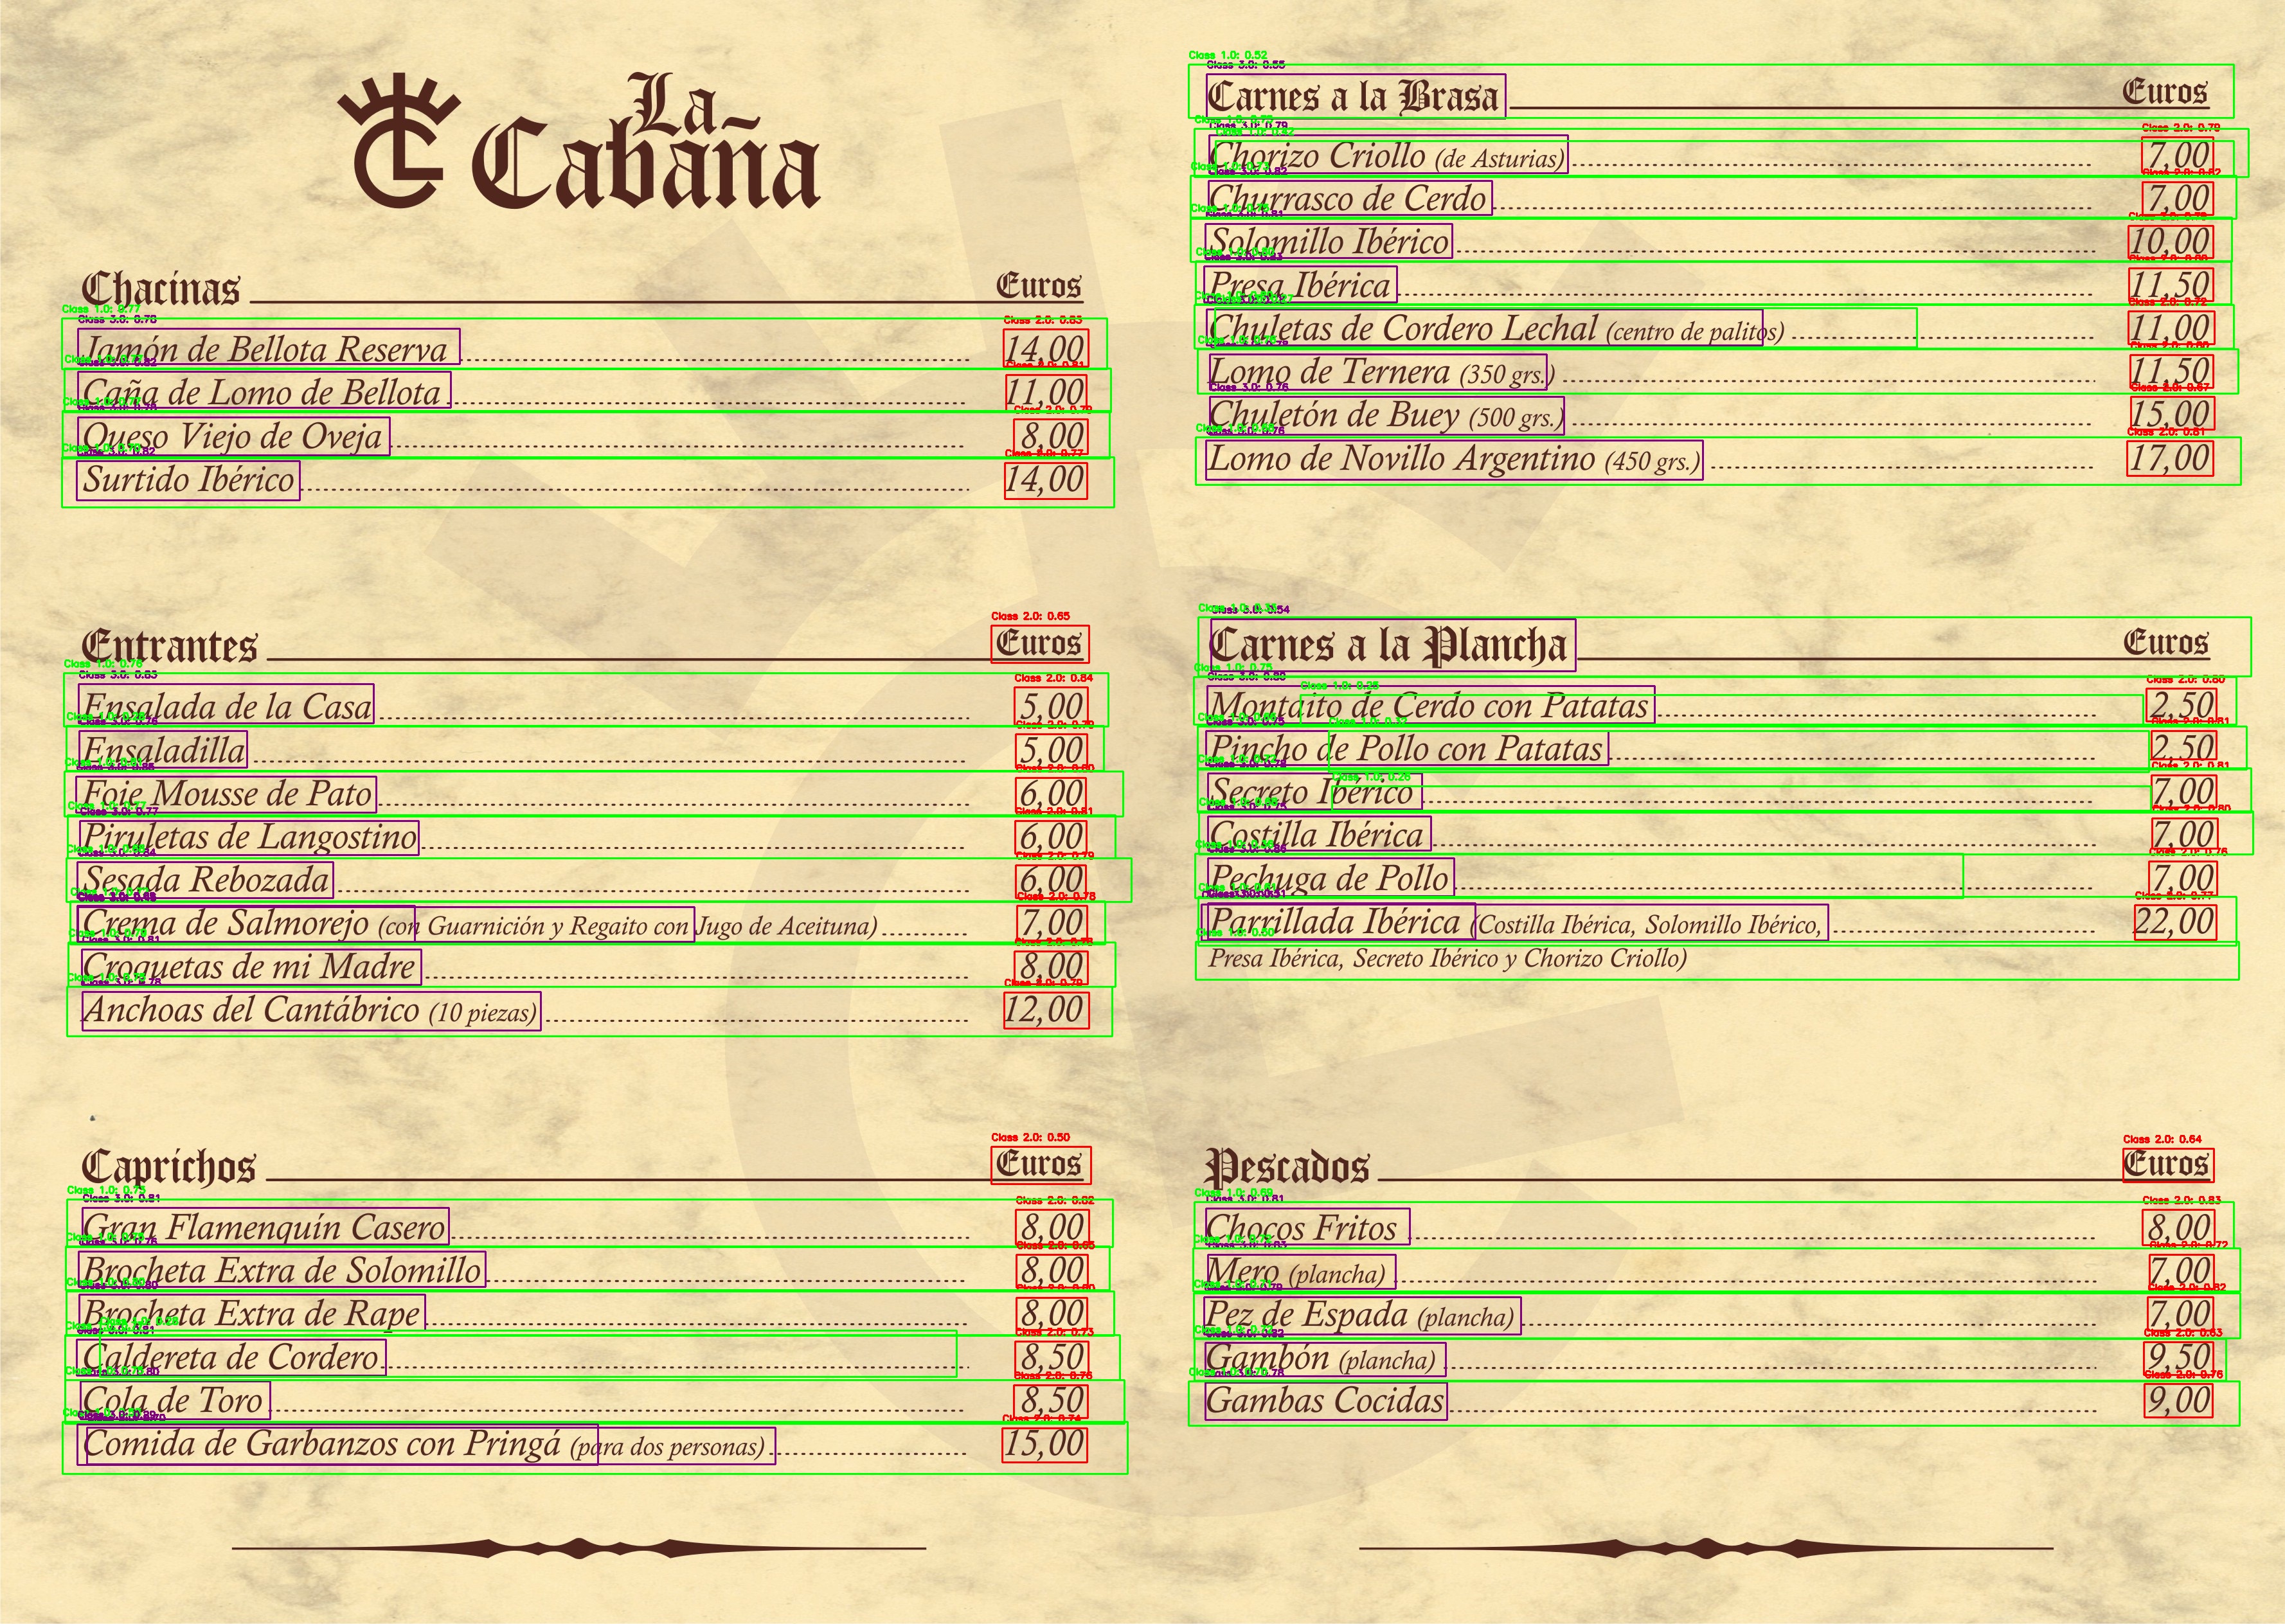 La
Cabaña
Chacinas Euros
Jamón de Bellota Reserva 14,00
Caña de Lomo de Bellota 11,00
Queso Viejo de Oveja 8,00
Surtido Ibérico 14,00
Entrantes Euros
Ensalada de la Casa 5,00
Ensaladilla 5,00
Foie Mousse de Pato 6,00
Piruletas de Langostino 6,00
Sesada Rebozada 6,00
Crema de Salmorejo (con Guarnición y Regaito con Jugo de Aceituna) 7,00
Croquetas de mi Madre 8,00
Anchoas del Cantábrico (10 piezas) 12,00
Caprichos Euros
Gran Flamenquín Casero 8,00
Brocheta Extra de Solomillo 8,00
Brocheta Extra de Rape 8,00
Caldereta de Cordero 8,50
Cola de Toro 8,50
Comida de Garbanzos con Pringá (para dos personas) 15,00
Carnes a la Brasa Euros
Chorizo Criollo (de Asturias) 7,00
Churrasco de Cerdo 7,00
Solomillo Ibérico 10,00
Presa Ibérica 11,50
Chuletas de Cordero Lechal (centro de palitos) 11,00
Lomo de Ternera (350 grs.) 11,50
Chuletón de Buey (500 grs.) 15,00
Lomo de Novillo Argentino (450 grs.) 17,00
Carnes a la Plancha Euros
Montaito de Cerdo con Patatas 2,50
Pincho de Pollo con Patatas 2,50
Secreto Ibérico 7,00
Costilla Ibérica 7,00
Pechuga de Pollo 7,00
Parrillada Ibérica (Costilla Ibérica, Solomillo Ibérico, 22,00
Presa Ibérica, Secreto Ibérico y Chorizo Criollo)
Pescados Euros
Chocos Fritos 8,00
Mero (plancha) 7,00
Pez de Espada (plancha) 7,00
Gambón (plancha) 9,50
Gambas Cocidas 9,00